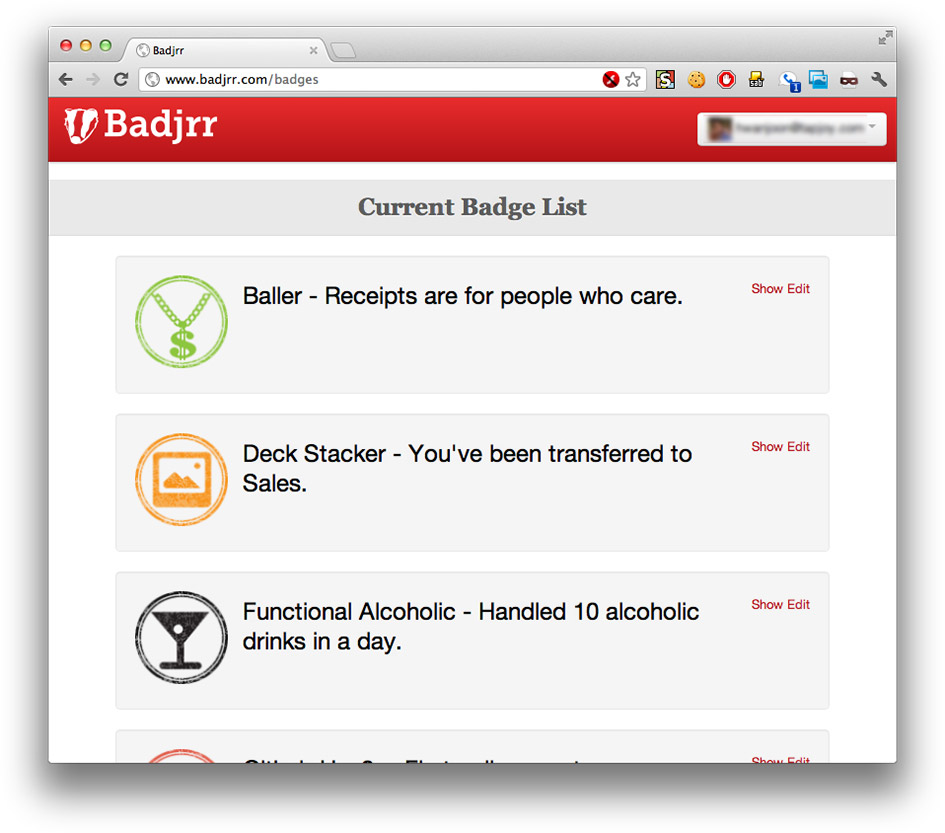 Badjrr
www.badjrr.com/badges
1
Badjrr
Current Badge List
Baller - Receipts are for people who care.
Show Edit
$
Deck Stacker - You've been transferred to
Sales.
Show Edit
Functional Alcoholic - Handled 10 alcoholic
drinks in a day.
Show Edit
Show Edit